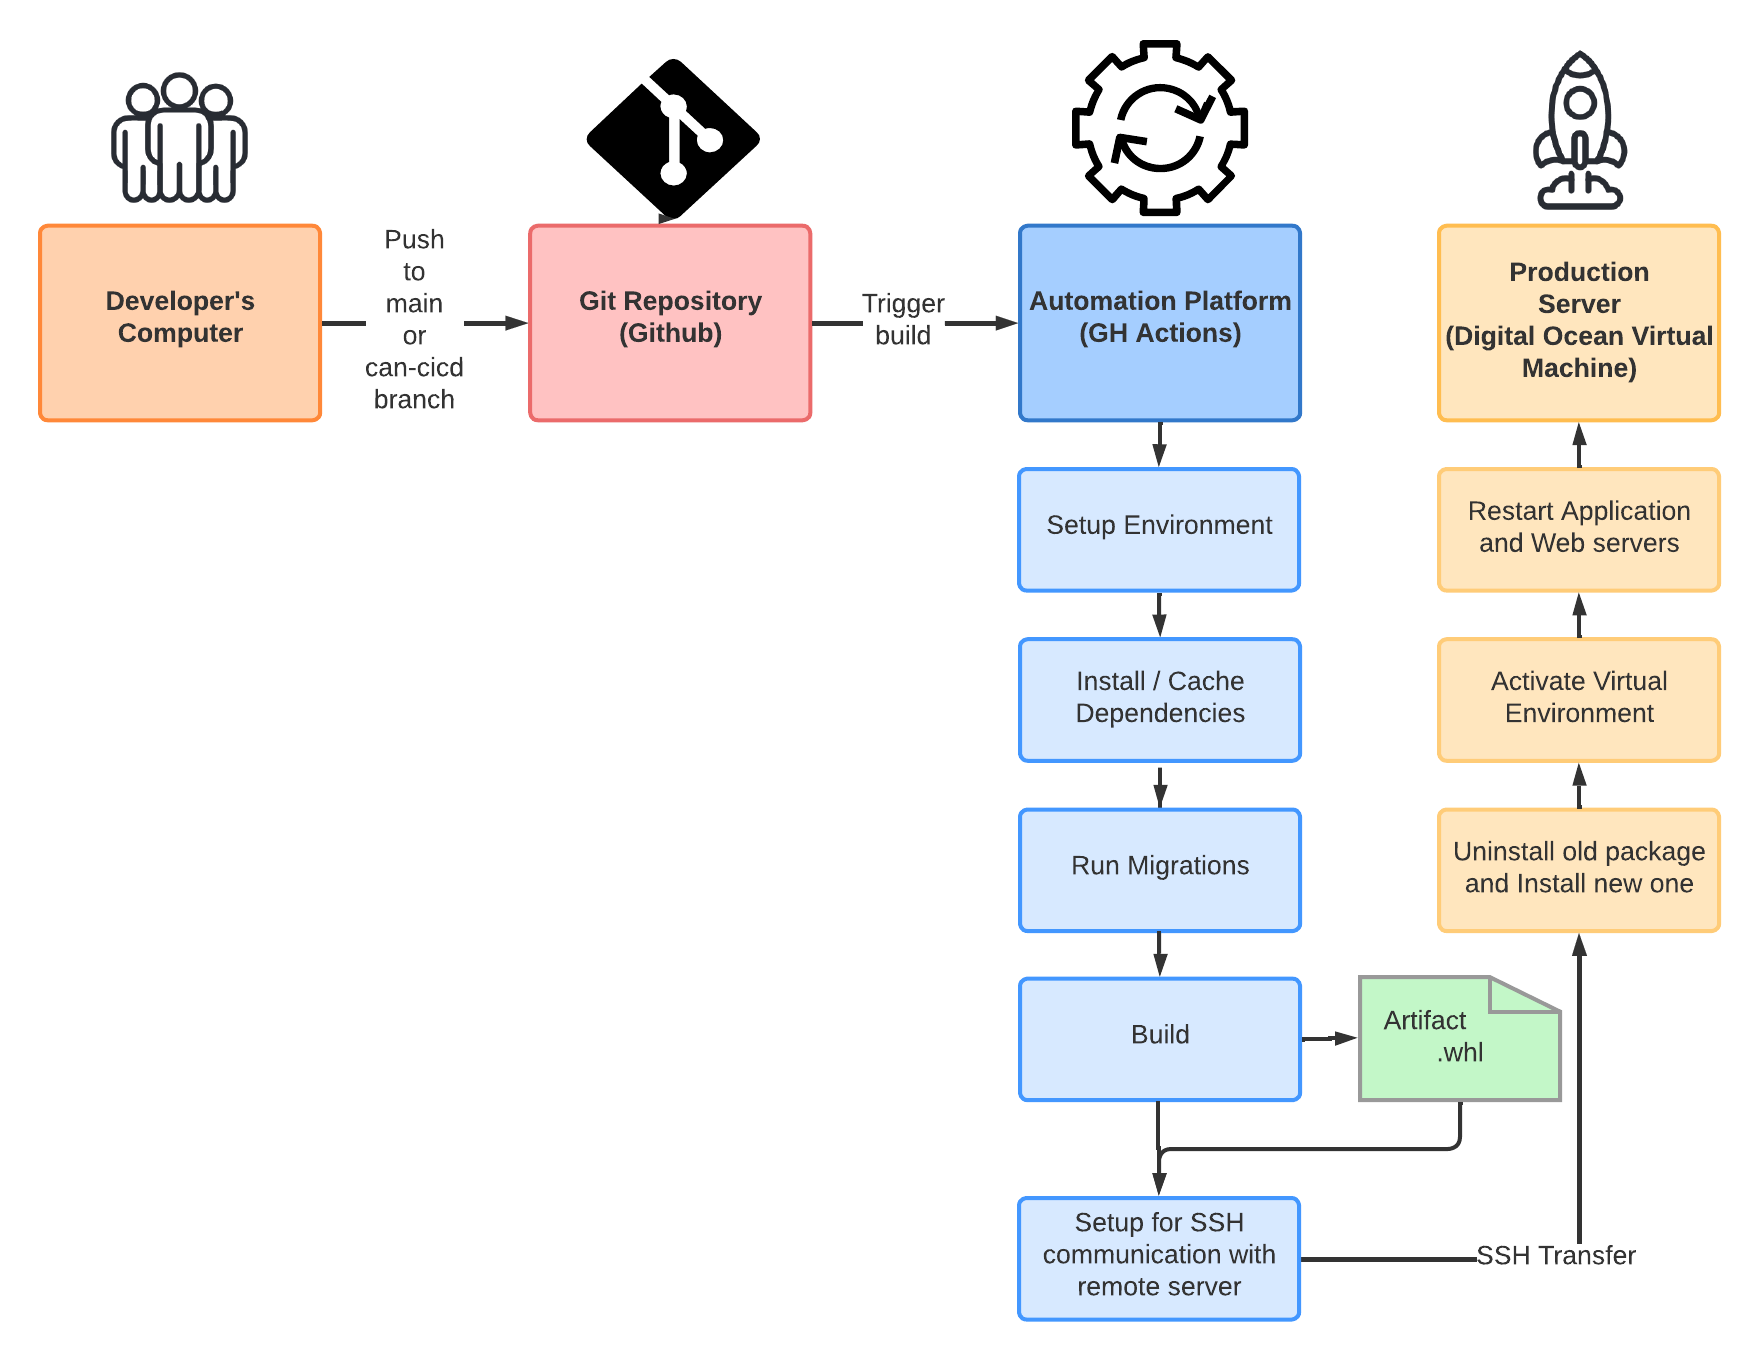 Developer's
Computer
Push
to
main
or
can-cicd
branch
Git Repository
(Github)
Trigger
build
Automation Platform
(GH Actions)
Production
Server
(Digital Ocean Virtual
Machine)
Setup Environment
Install / Cache
Dependencies
Run Migrations
Build
Artifact
.whl
Setup for SSH
communication with
remote server
SSH Transfer
Uninstall old package
and Install new one
Activate Virtual
Environment
Restart Application
and Web servers